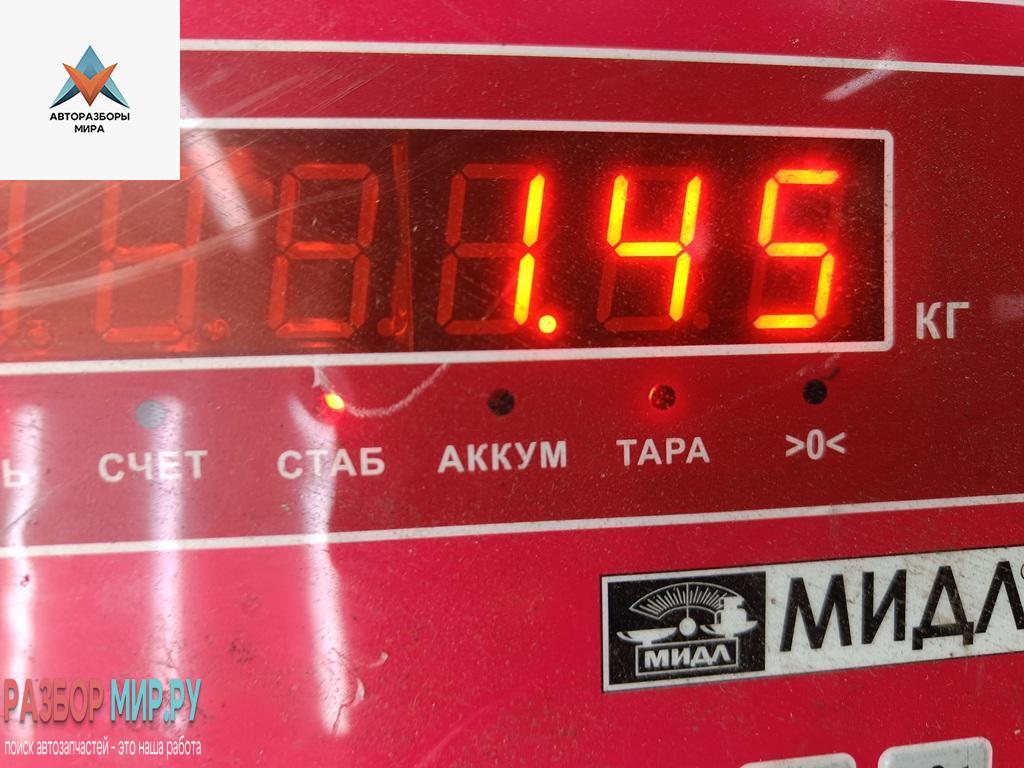 АВТОРАЗБОРЫ
МИРА
1.45
КГ
Ь СЧЕТ СТАБ АККУМ ТАРА >0<
МИДЛ
МИДЛ
РАЗБОР МИР.РУ
поиск автозапчастей - это наша работа